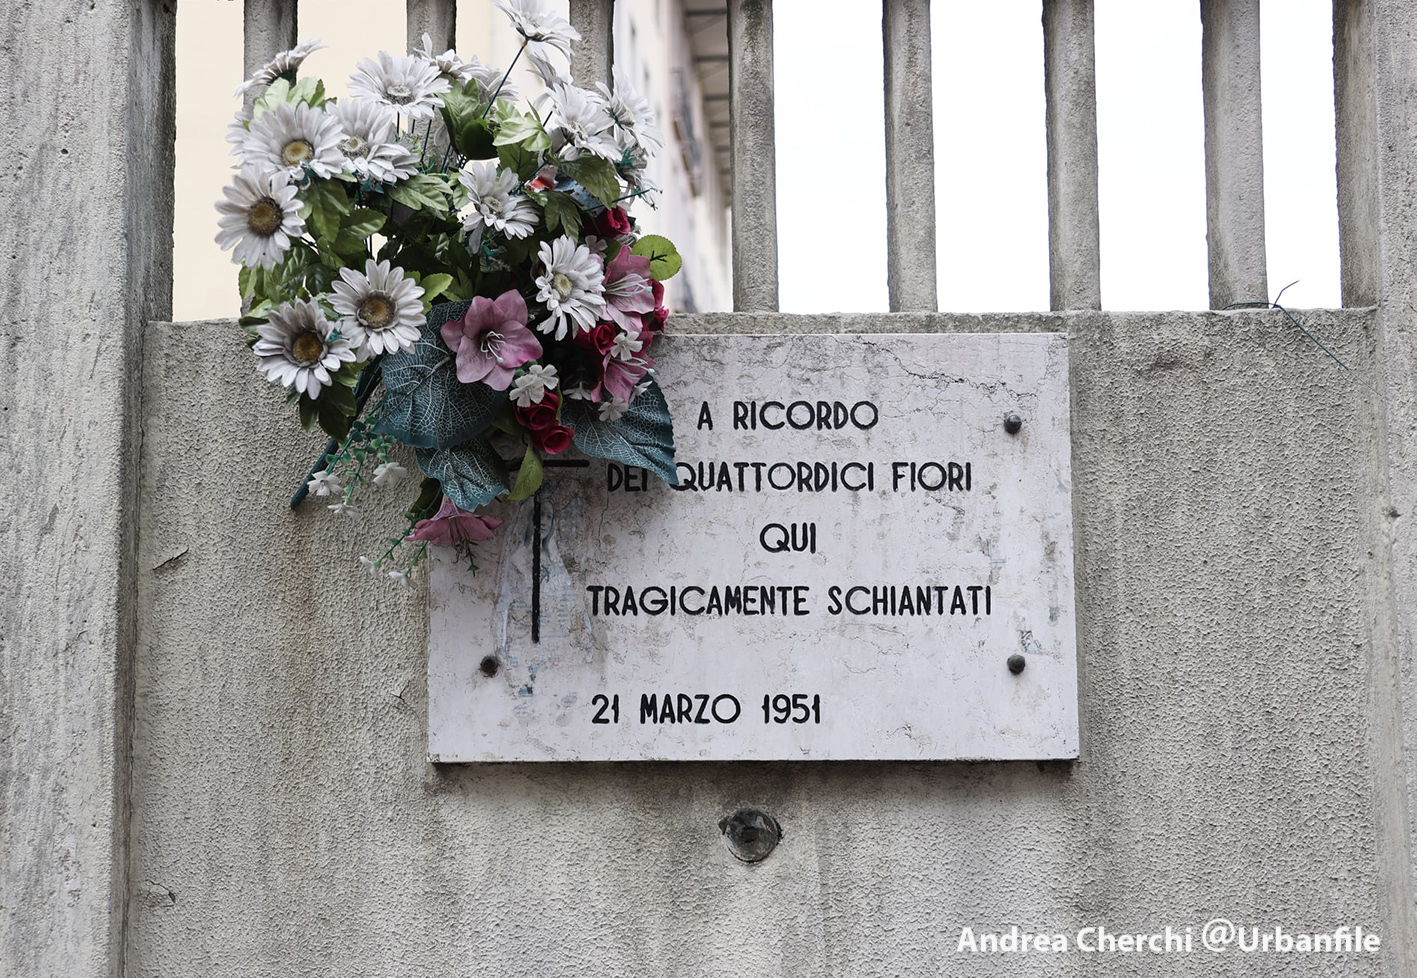 A RICORDO
DEI QUATTORDICI FIORI
QUI
TRAGICAMENTE SCHIANTATI
21 MARZO 1951
Andrea Cherchi @Urbanfile